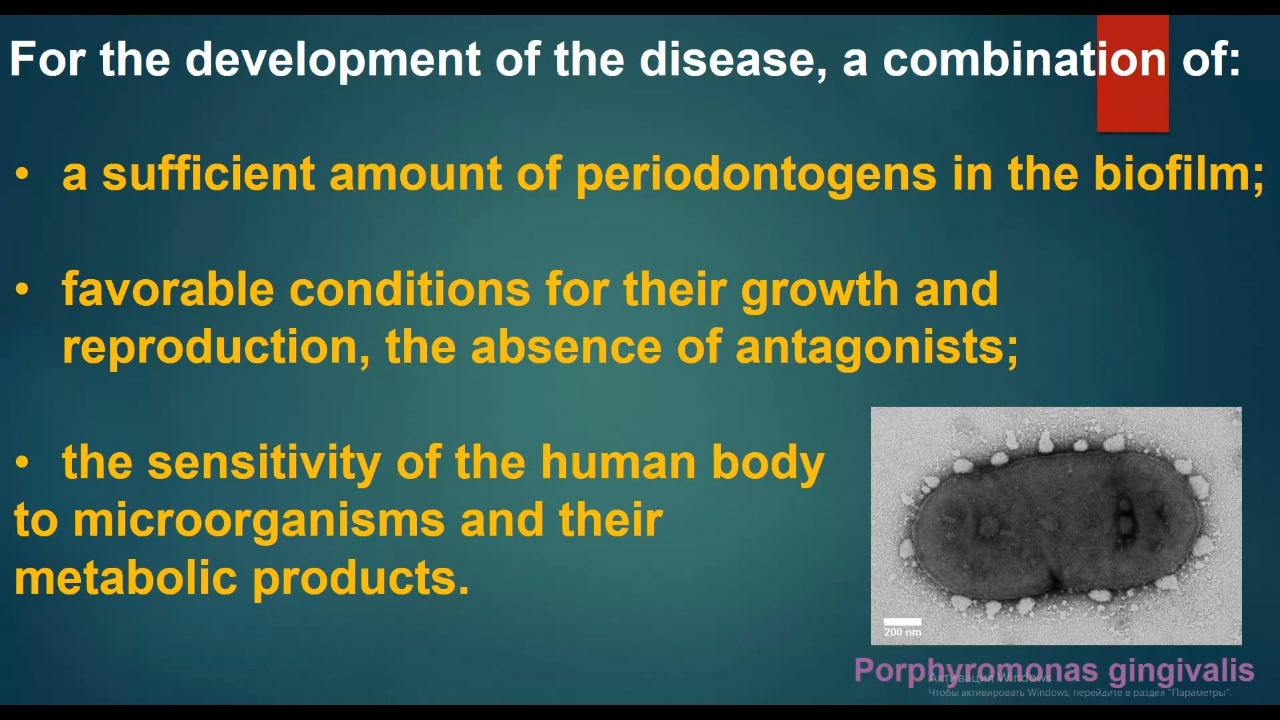 For the development of the disease, a combination of:
• a sufficient amount of periodontogens in the biofilm;
• favorable conditions for their growth and
reproduction, the absence of antagonists;
• the sensitivity of the human body
to microorganisms and their
metabolic products.
200 nm
Porphyromonas gingivalis
Активация Windows
Чтобы активировать Windows, перейдите в раздел "Параметры".